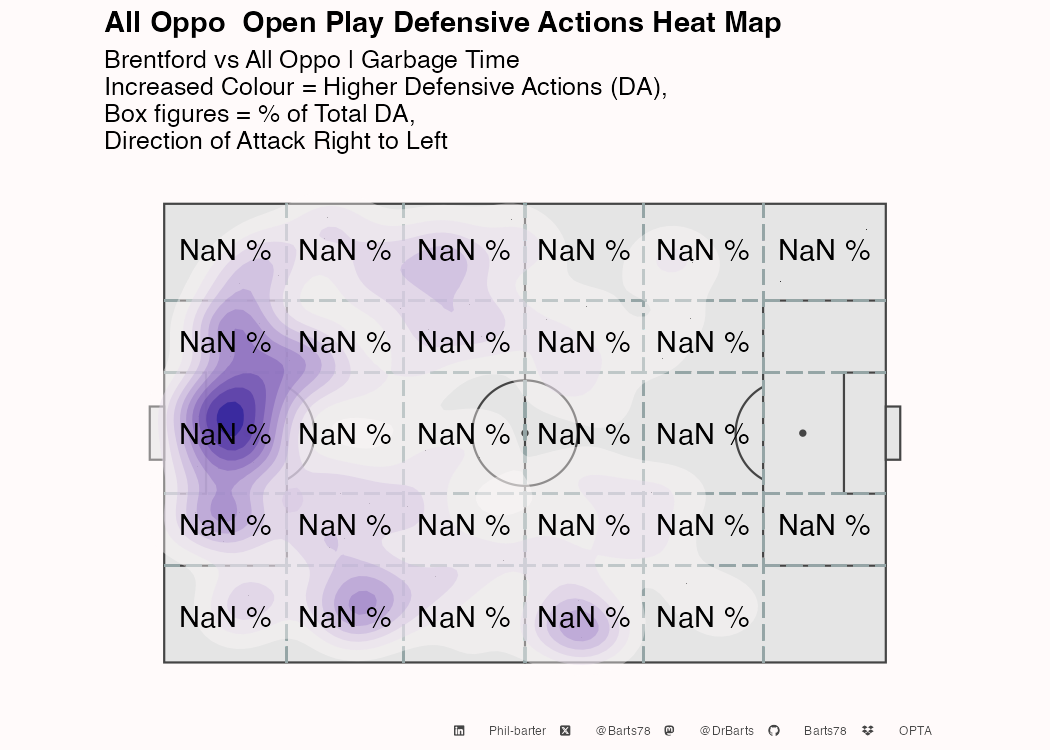 All Oppo  Open Play Defensive Actions Heat Map
Brentford vs All Oppo | Garbage Time
Increased Colour = Higher Defensive Actions (DA),
Box figures = % of Total DA,
Direction of Attack Right to Left
NaN % NaN % NaN % NaN % NaN % NaN %
NaN % NaN % NaN % NaN % NaN %
NaN % NaN % NaN % NaN % NaN %
NaN % NaN % NaN % NaN % NaN % NaN %
NaN % NaN % NaN % NaN % NaN %
Phil-barter @Barts78 @DrBarts Barts78 OPTA